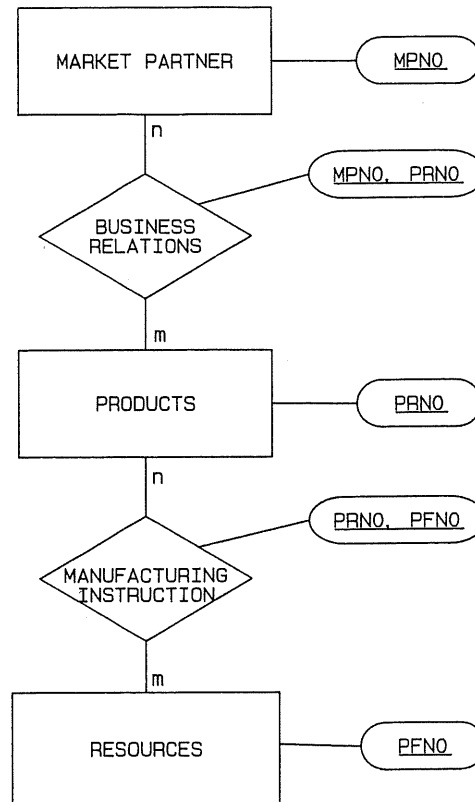 MARKET PARTNER
MPNO
n
MPNO, PRNO
BUSINESS
RELATIONS
m
PRODUCTS
PRNO
n
PRNO, PFNO
MANUFACTURING
INSTRUCTION
m
RESOURCES
PFNO